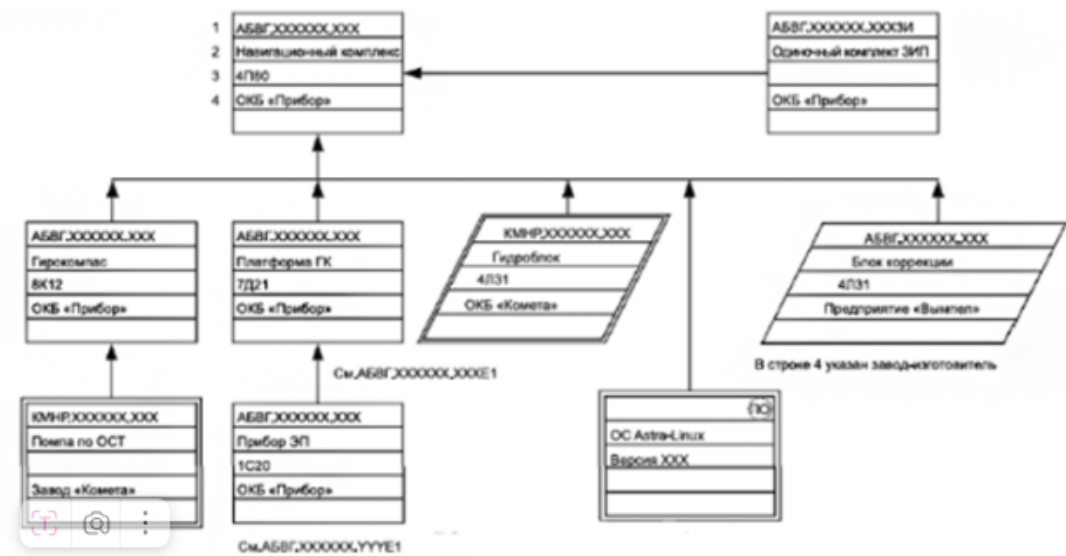 1
АБВГ.XXXXXX.XXX
2
Навигационный комплекс
3
4П60
4
ОКБ «Прибор»
АБВГ.XXXXXX.XXXЗИ
Одиночный комплект ЗИП
ОКБ «Прибор»
АБВГ.XXXXXX.XXX
Гирокомпас
8К12
ОКБ «Прибор»
АБВГ.XXXXXX.XXX
Платформа ГК
7Д21
ОКБ «Прибор»
КМНР.XXXXXX.XXX
Гидроблок
4Л31
ОКБ «Комета»
АБВГ.XXXXXX.XXX
Блок коррекции
4Л31
Предприятие «Вымпел»
В строке 4 указан завод-изготовитель
См.АБВГ.XXXXXX.XXXЕ1
КМНР.XXXXXX.XXX
Помпа по ОСТ
Завод «Комета»
АБВГ.XXXXXX.XXX
Прибор ЭП
1С20
ОКБ «Прибор»
См.АБВГ.XXXXXX.YYYЕ1
ПО
ОС Astra-Linux
Версия XXX